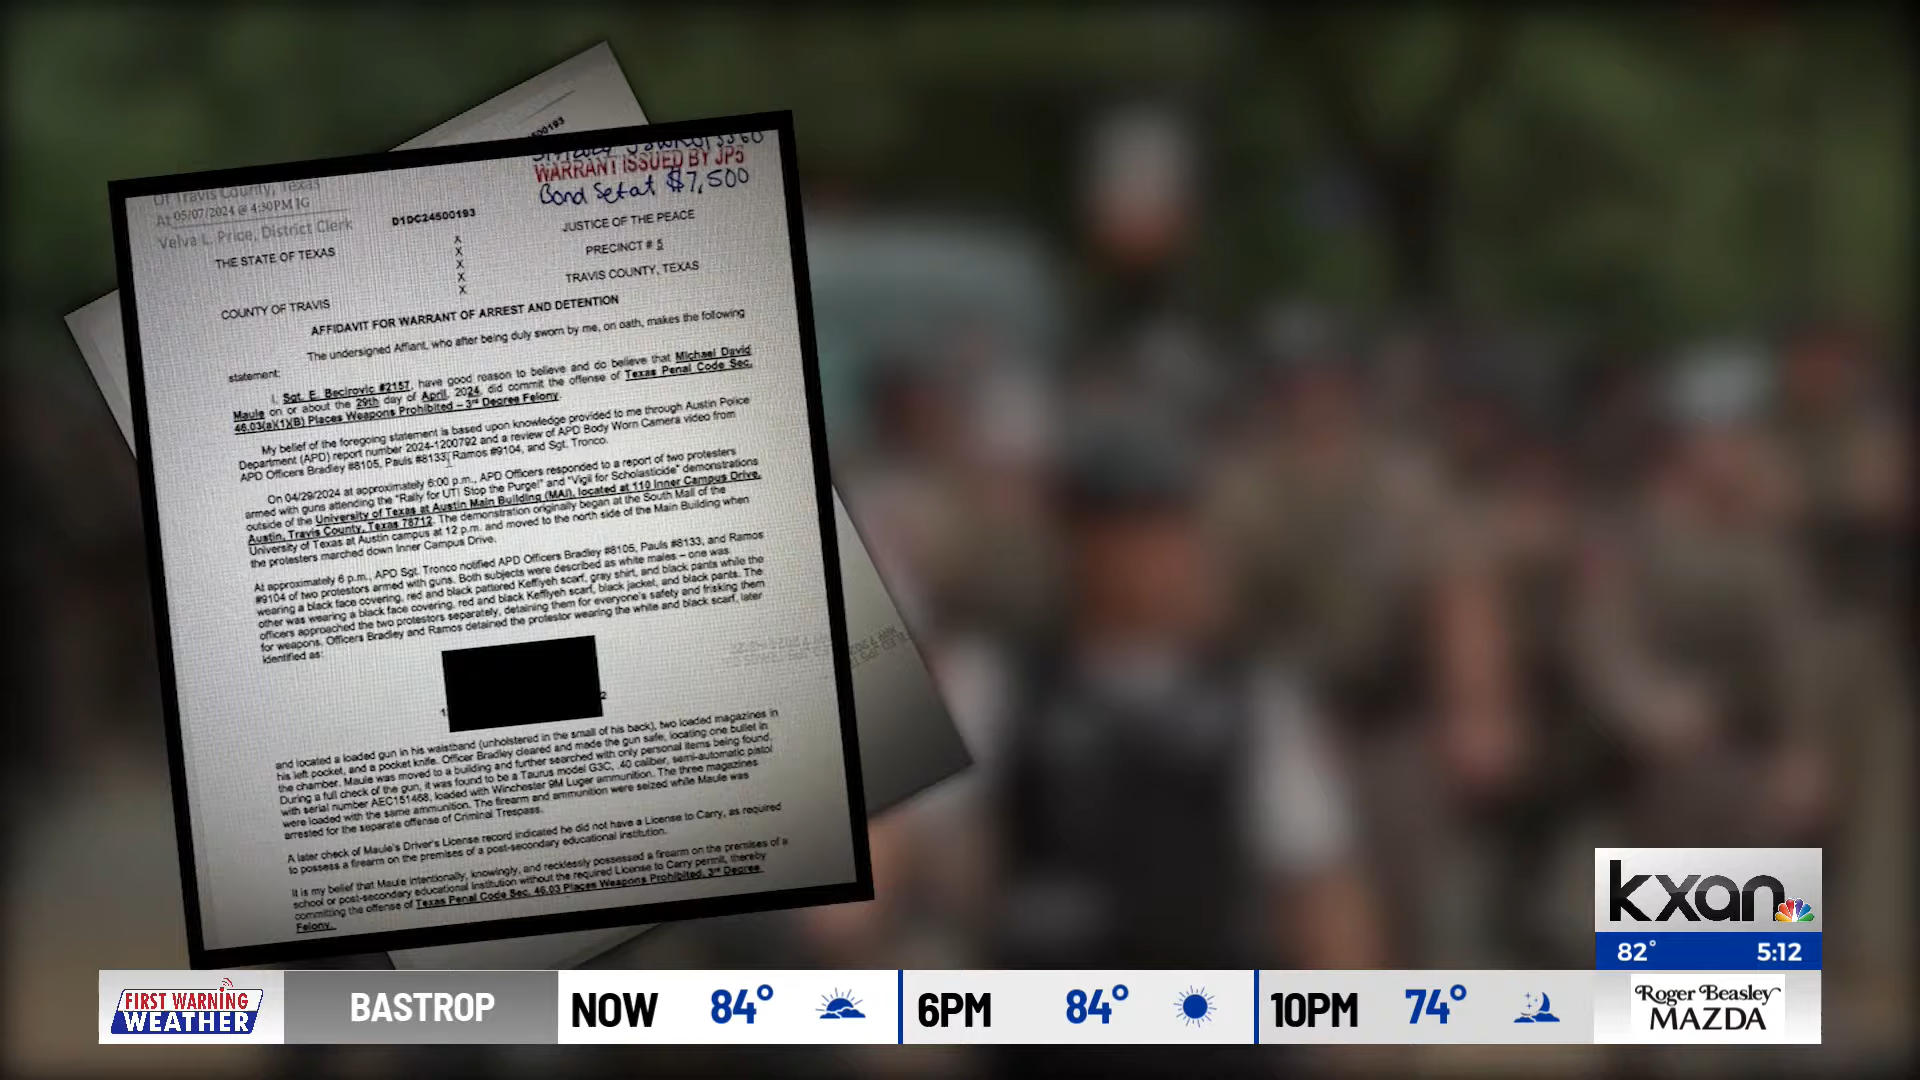 00193
WARRANT ISSUED BY JP5
Bond Set at $7,500
Of Travis County, Texas
At 05/07/2024 @ 4:30PM IG
Velva L. Price, District Clerk
D1DC24500193
THE STATE OF TEXAS
X
X
X
X
X
COUNTY OF TRAVIS
JUSTICE OF THE PEACE
PRECINCT # 5
TRAVIS COUNTY, TEXAS
AFFIDAVIT FOR WARRANT OF ARREST AND DETENTION
The undersigned Affiant, who after being duly sworn by me, on oath, makes the following
statement:
I, Sgt. E. Becirovic #2157, have good reason to believe and do believe that Michael David
Maule on or about the 29th day of April, 2024, did commit the offense of Texas Penal Code Sec.
46.03(a)(1)(B) Places Weapons Prohibited – 3rd Degree Felony.
My belief of the foregoing statement is based upon knowledge provided to me through Austin Police
Department (APD) report number 2024-1200792 and a review of APD Body Worn Camera video from
APD Officers Bradley #8105, Pauls #8133, Ramos #9104, and Sgt. Tronco.
On 04/29/2024 at approximately 6:00 p.m., APD Officers responded to a report of two protesters
armed with guns attending the "Rally for UT! Stop the Purge!" and "Vigil for Scholasticide" demonstrations
outside of the University of Texas at Austin Main Building (MAI), located at 110 Inner Campus Drive,
Austin, Travis County, Texas 78712. The demonstration originally began at the South Mall of the
University of Texas at Austin campus at 12 p.m. and moved to the north side of the Main Building when
the protesters marched down Inner Campus Drive.
At approximately 6 p.m., APD Sgt. Tronco notified APD Officers Bradley #8105, Pauls #8133, and Ramos
#9104 of two protestors armed with guns. Both subjects were described as white males – one was
wearing a black face covering, red and black patterned Keffiyeh scarf, gray shirt, and black pants while the
other was wearing a black face covering, red and black Keffiyeh scarf, black jacket, and black pants. The
officers approached the two protestors separately, detaining them for everyone's safety and frisking them
for weapons. Officers Bradley and Ramos detained the protestor wearing the white and black scarf, later
identified as:
1
2
and located a loaded gun in his waistband (unholstered in the small of his back), two loaded magazines in
his left pocket, and a pocket knife. Officer Bradley cleared and made the gun safe, locating one bullet in
the chamber. Maule was moved to a building and further searched with only personal items being found.
During a full check of the gun, it was found to be a Taurus model G3C, .40 caliber, semi-automatic pistol
with serial number AEC151468, loaded with Winchester 9M Luger ammunition. The three magazines
were loaded with the same ammunition. The firearm and ammunition were seized while Maule was
arrested for the separate offense of Criminal Trespass.
A later check of Maule's Driver's License record indicated he did not have a License to Carry, as required
to possess a firearm on the premises of a post-secondary educational institution.
It is my belief that Maule intentionally, knowingly, and recklessly possessed a firearm on the premises of a
school or post-secondary educational institution without the required License to Carry permit, thereby
committing the offense of Texas Penal Code Sec. 46.03 Places Weapons Prohibited, 3rd Degree
Felony.
kxan
82° 5:12
FIRST WARNING
WEATHER
BASTROP
NOW 84°
6PM 84°
10PM 74°
Roger Beasley
MAZDA